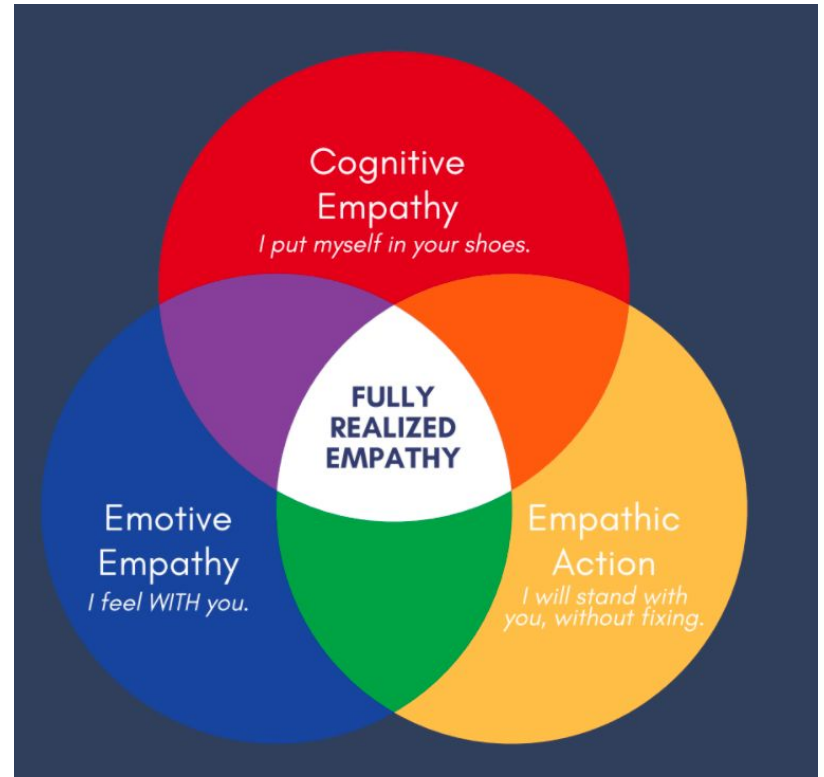 Cognitive
Empathy
I put myself in your shoes.
FULLY
REALIZED
EMPATHY
Emotive
Empathy
I feel WITH you.
Empathic
Action
I will stand with
you, without fixing.